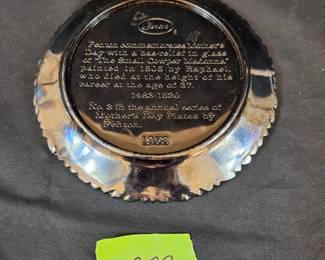 Fenton
Fenton commemorates Mother's
Day with a bas-relief in glass
of "The Small Cowper Madonna"
painted in 1505 by Raphael,
who died at the height of his
career at the age of 37.
1483-1520
No. 3 in the annual series of
Mother's Day Plates by
Fenton.
1973